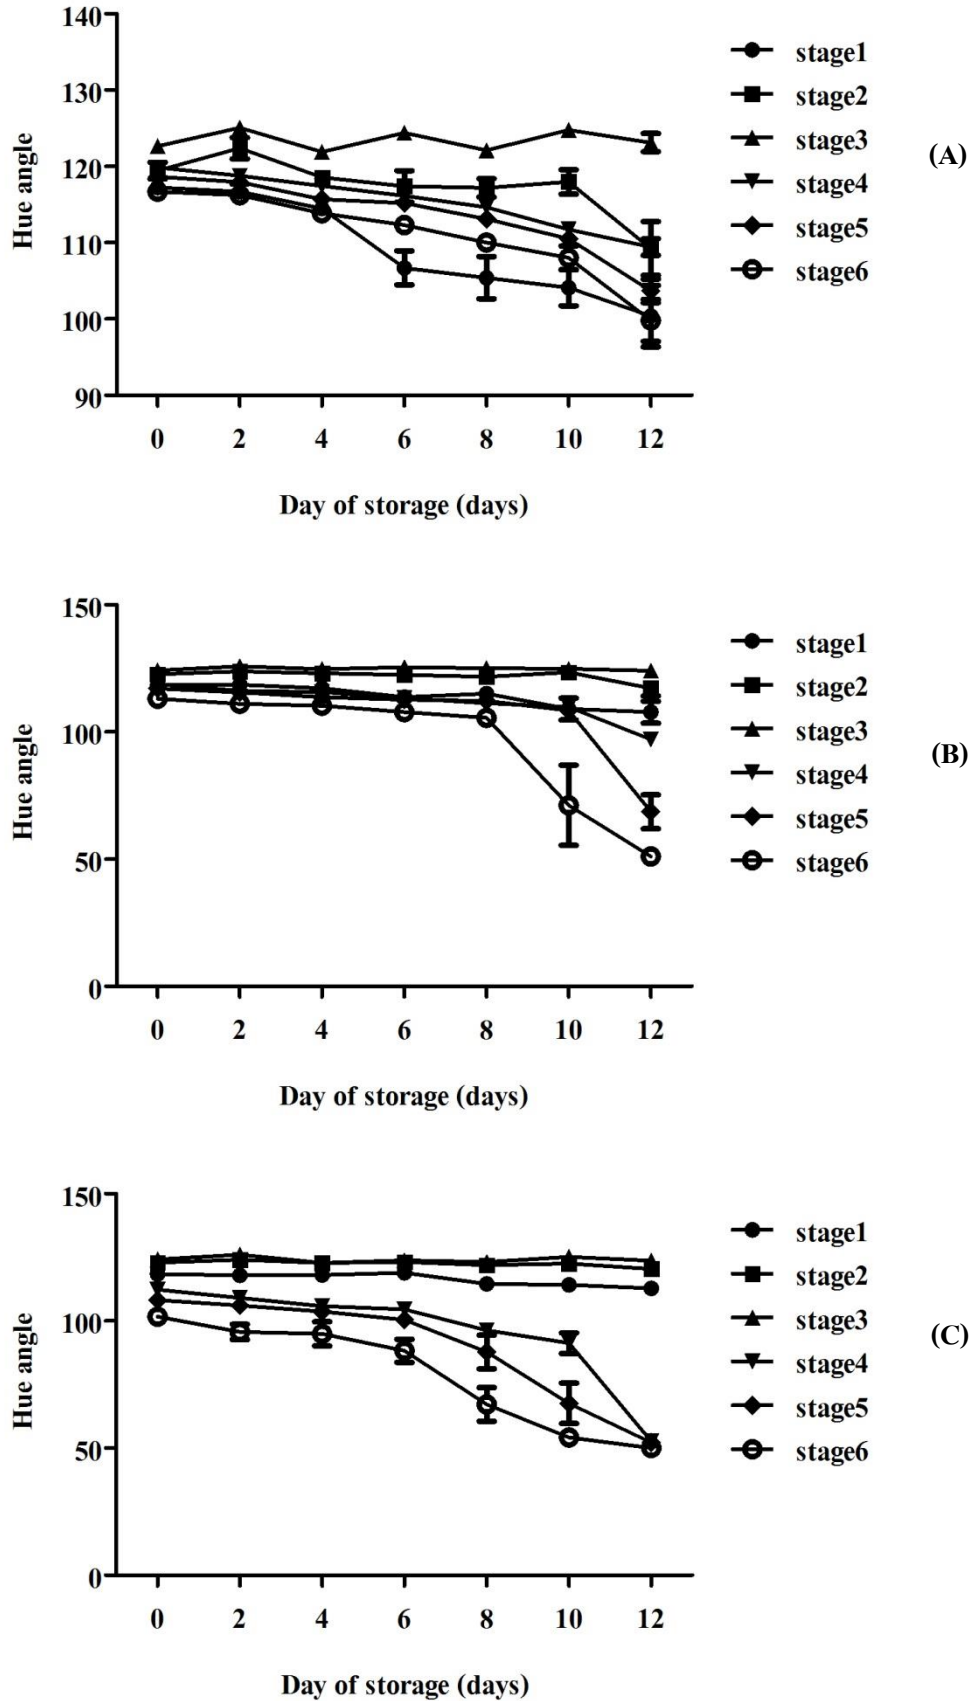 140
130
120
110
100
90
Hue angle
0 2 4 6 8 10 12
Day of storage (days)
stage1
stage2
stage3
stage4
stage5
stage6
(A)
150
100
50
0
Hue angle
0 2 4 6 8 10 12
Day of storage (days)
stage1
stage2
stage3
stage4
stage5
stage6
(B)
150
100
50
0
Hue angle
0 2 4 6 8 10 12
Day of storage (days)
stage1
stage2
stage3
stage4
stage5
stage6
(C)